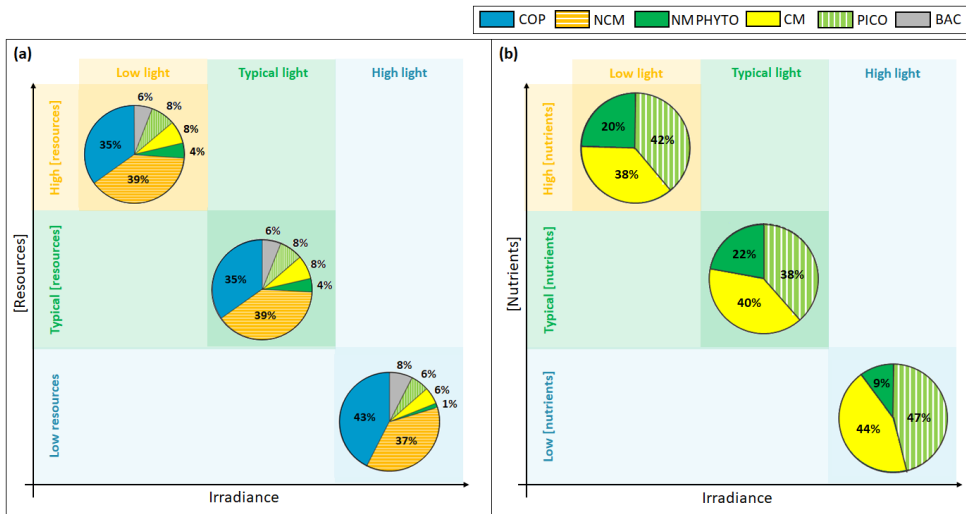 COP NCM NM PHYTO CM PICO BAC
(a)
Low light Typical light High light
High [resources]
6%
8%
8%
4%
35%
39%
Typical [resources]
6%
8%
8%
4%
35%
39%
Low resources
8%
6%
6%
1%
43%
37%
[Resources]
Irradiance
(b)
Low light Typical light High light
High [nutrients]
20%
42%
38%
Typical [nutrients]
22%
38%
40%
Low [nutrients]
9%
47%
44%
[Nutrients]
Irradiance